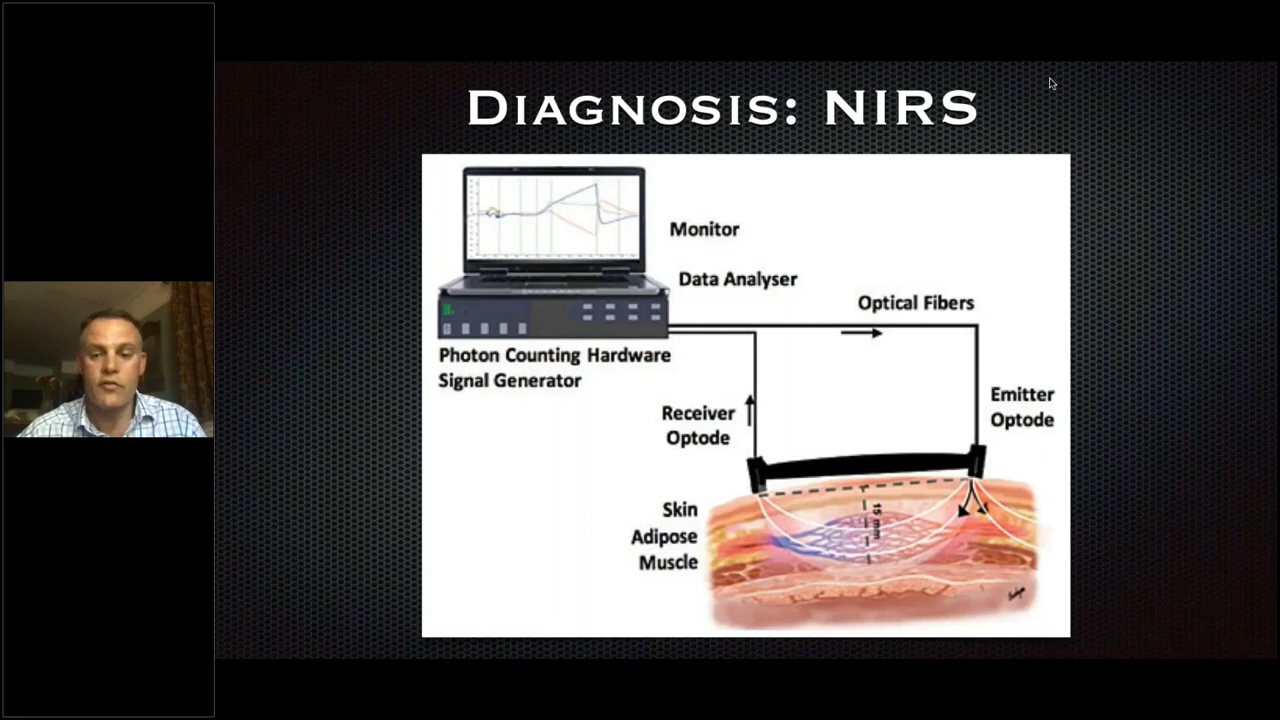 DIAGNOSIS: NIRS
Monitor
Data Analyser
Optical Fibers
Photon Counting Hardware
Signal Generator
Receiver
Optode
Emitter
Optode
15 mm
Skin
Adipose
Muscle